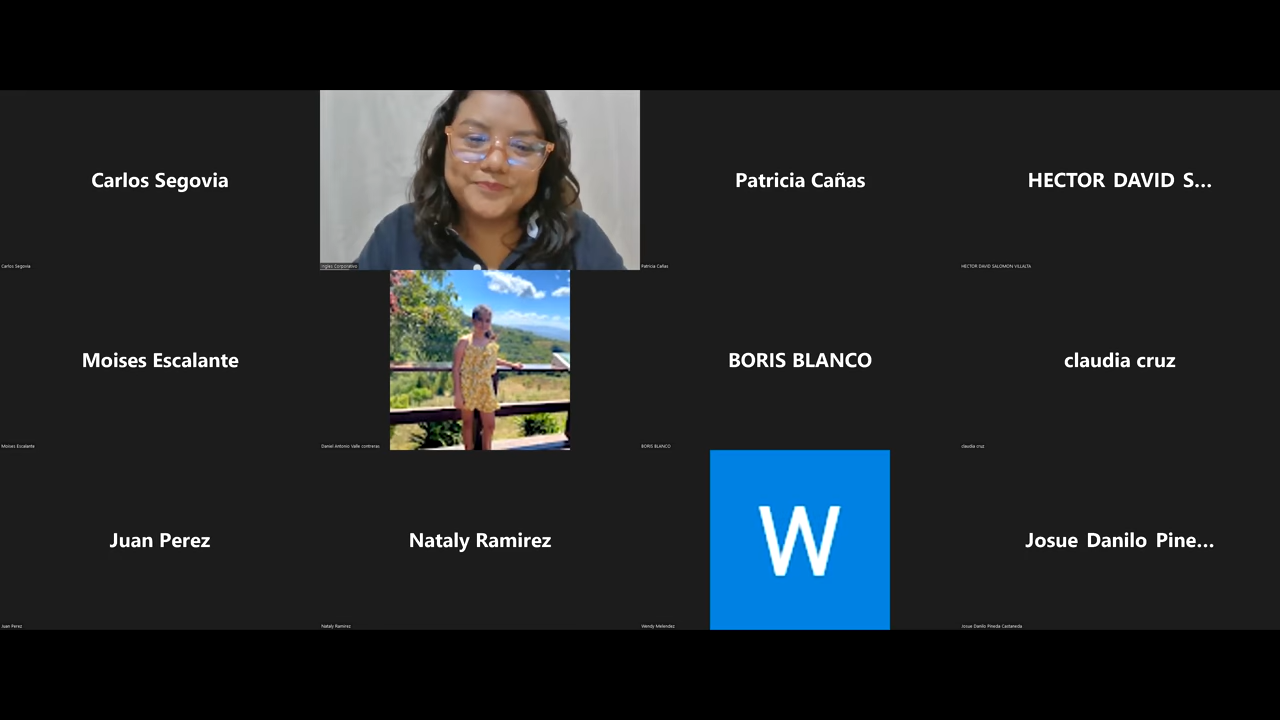 Carlos Segovia
Patricia Cañas
HECTOR DAVID S...
Carlos Segovia
Ingles Corporativo
Patricia Cañas
HECTOR DAVID SALOMON VILLALTA
Moises Escalante
BORIS BLANCO
claudia cruz
Moises Escalante
Daniel Antonio Valle contreras
BORIS BLANCO
claudia cruz
Juan Perez
Nataly Ramirez
W
Josue Danilo Pine...
Juan Perez
Nataly Ramirez
Wendy Melendez
Josue Danilo Pineda Castaneda